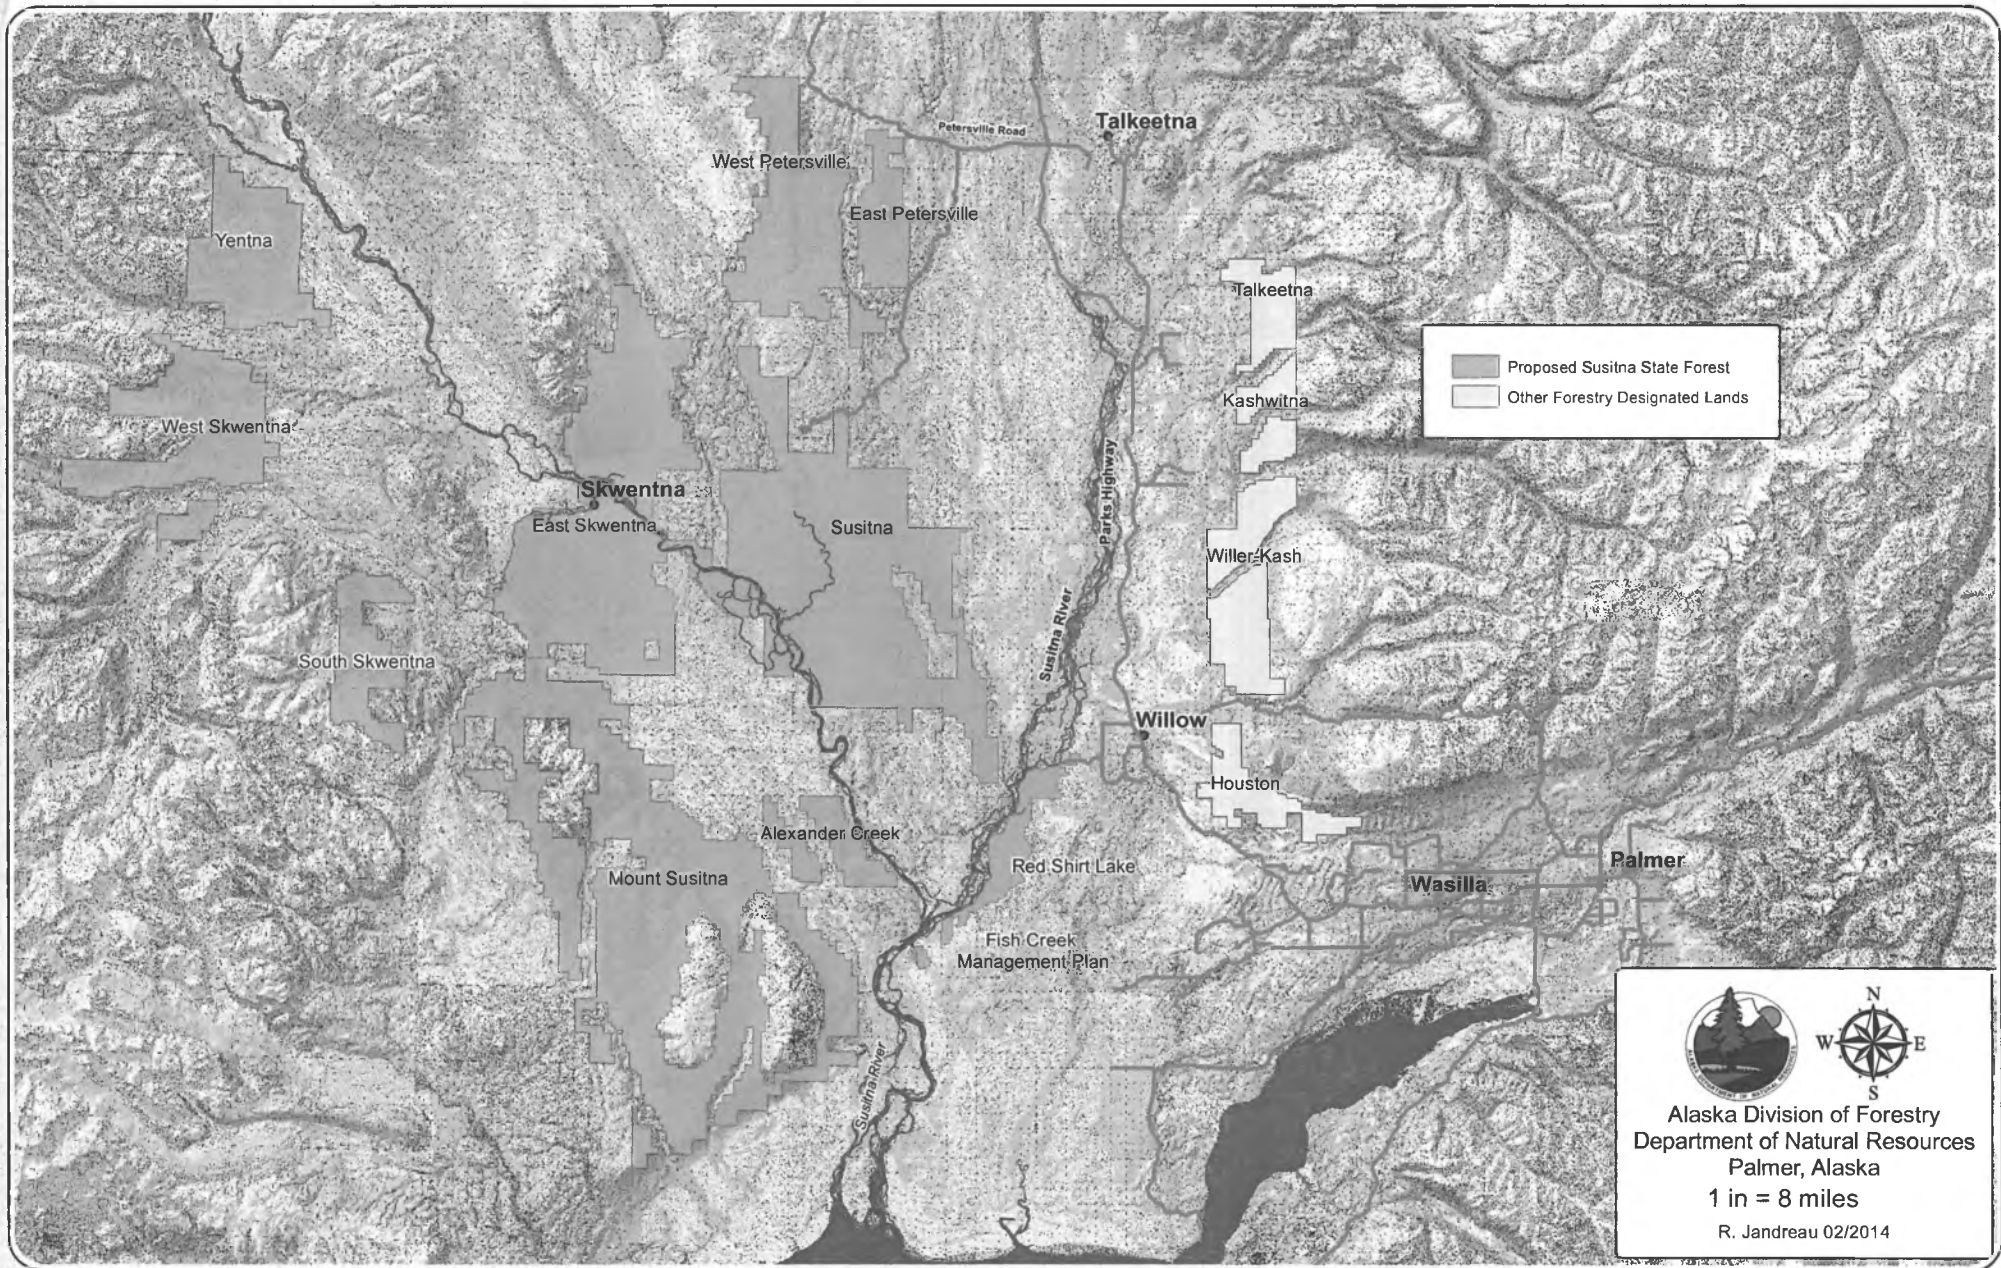 Talkeetna
Petersville Road
West Petersville
East Petersville
Yentna
Talkeetna
Proposed Susitna State Forest
Other Forestry Designated Lands
Kashwitna
West Skwentna
Parks Highway
Skwentna
East Skwentna
Susitna
Willer-Kash
Susitna River
South Skwentna
Willow
Houston
Alexander Creek
Red Shirt Lake
Palmer
Wasilla
Mount Susitna
Fish Creek
Management Plan
Susitna River
N
W
E
S
Alaska Division of Forestry
Department of Natural Resources
Palmer, Alaska
1 in = 8 miles
R. Jandreau 02/2014